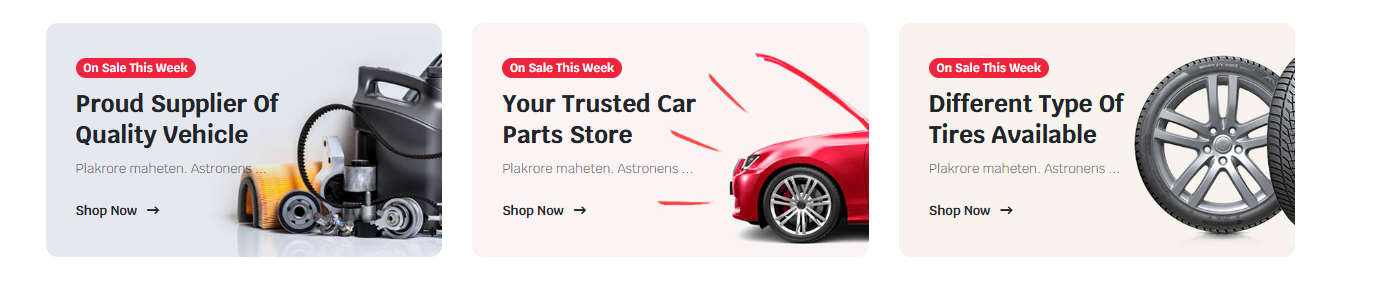 On Sale This Week
Proud Supplier Of
Quality Vehicle
Plakrore maheten. Astronens ...
Shop Now →
On Sale This Week
Your Trusted Car
Parts Store
Plakrore maheten. Astronens ...
Shop Now →
On Sale This Week
Different Type Of
Tires Available
Plakrore maheten. Astronens ...
Shop Now →